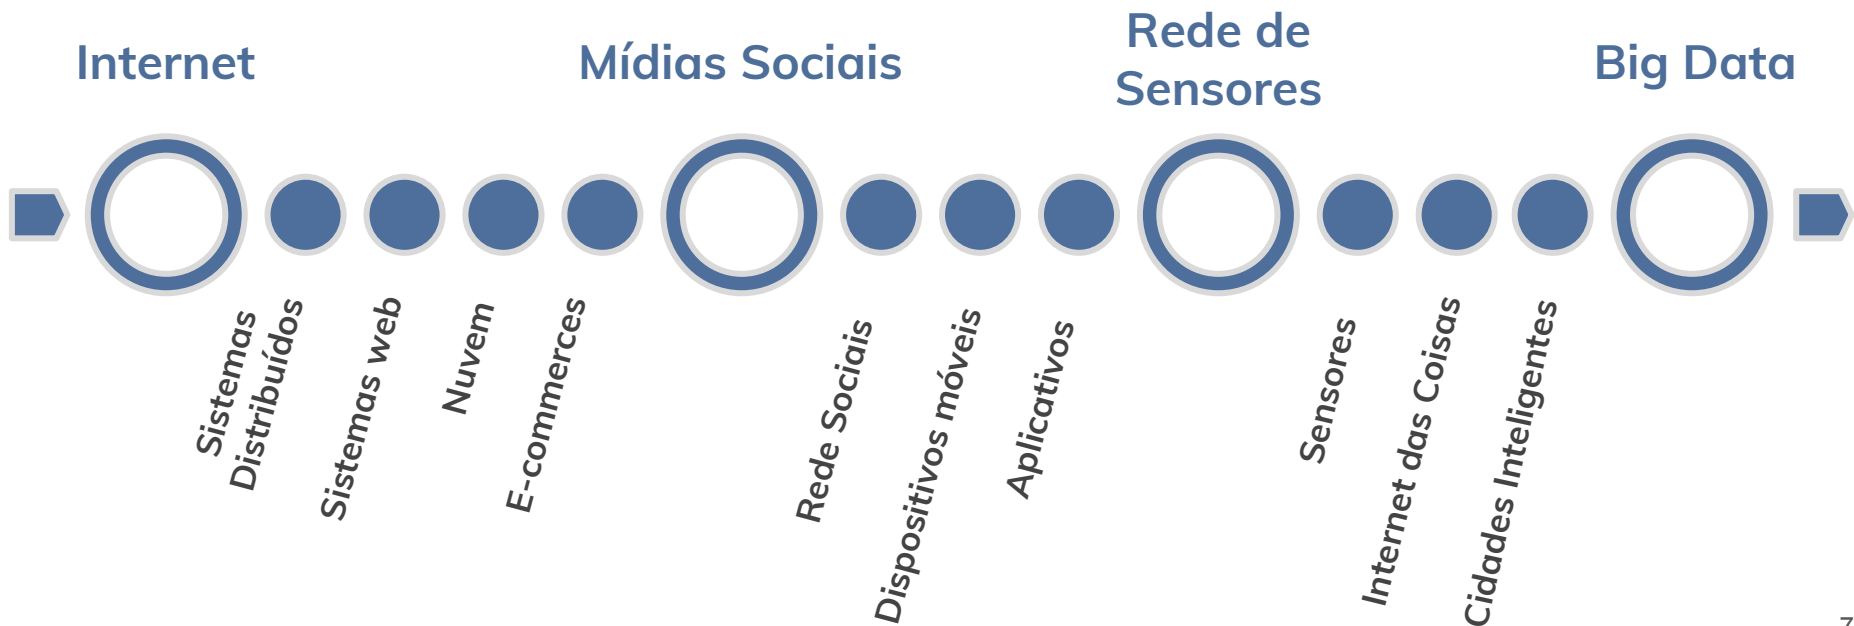 Internet
Mídias Sociais
Rede de
Sensores
Big Data
Sistemas
Distribuídos
Sistemas web
Nuvem
E-commerces
Rede Sociais
Dispositivos móveis
Aplicativos
Sensores
Internet das Coisas
Cidades Inteligentes
7